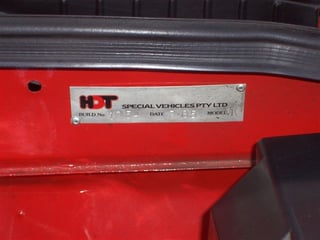 HDT SPECIAL VEHICLES PTY LTD
BUILD No. DATE MODEL